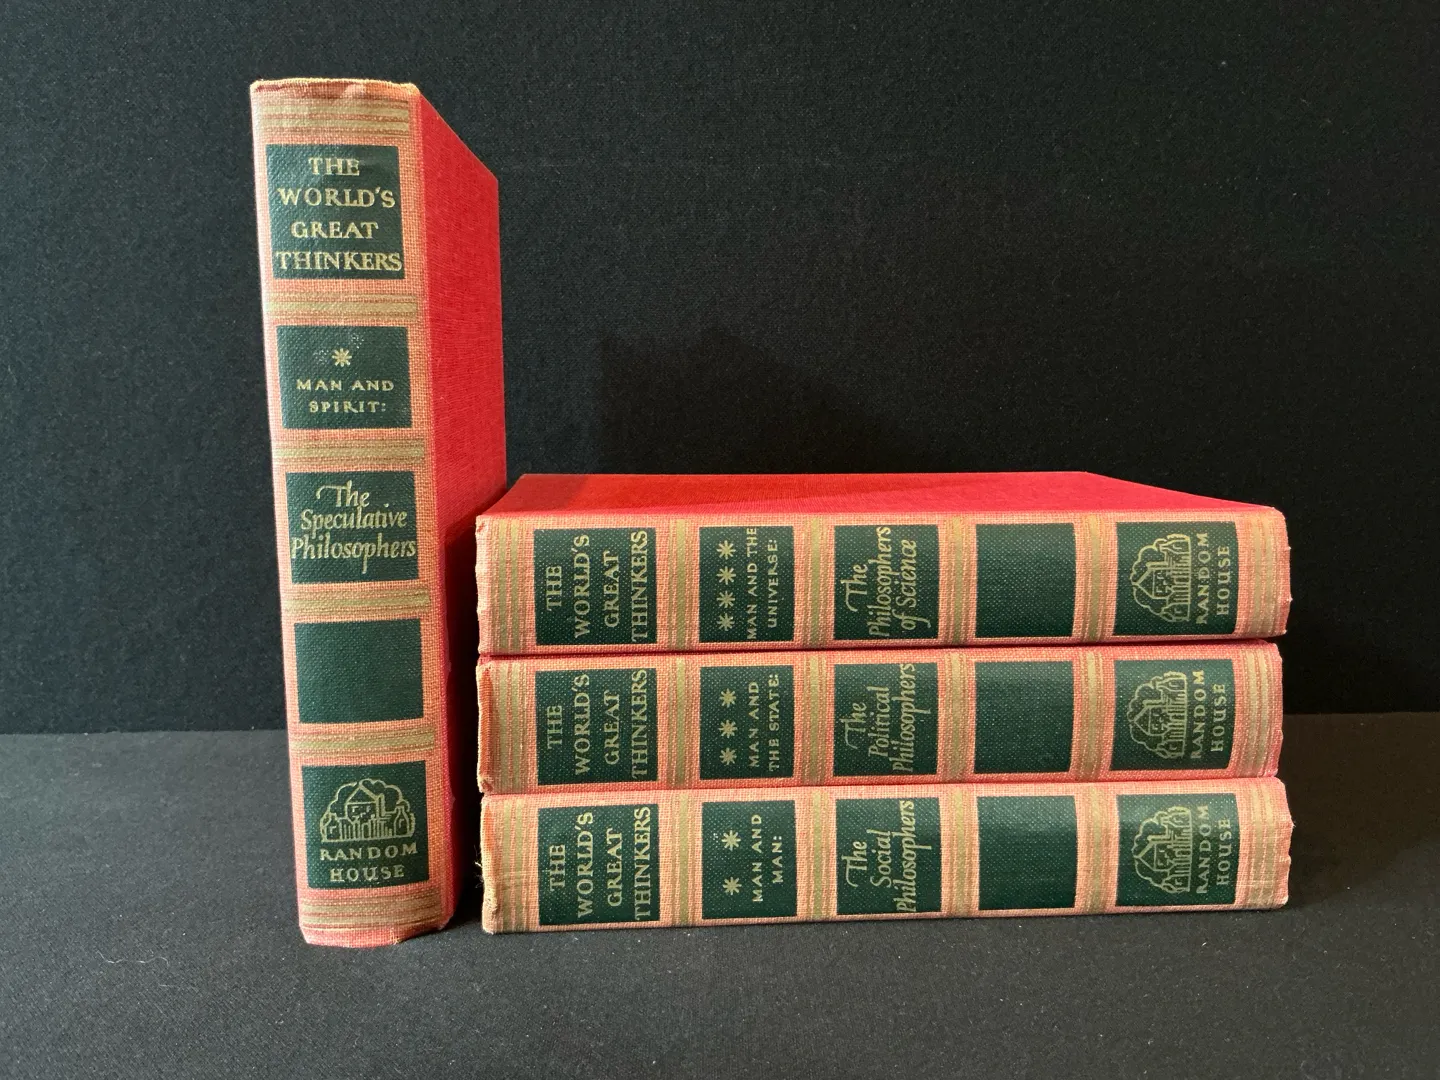 THE
WORLD'S
GREAT
THINKERS
MAN AND
SPIRIT:
The
Speculative
Philosophers
RANDOM
HOUSE
THE
WORLD'S
GREAT
THINKERS
MAN AND THE
UNIVERSE:
The
Philosophers
of Science
RANDOM
HOUSE
THE
WORLD'S
GREAT
THINKERS
MAN AND
THE STATE:
The
Political
Philosophers
RANDOM
HOUSE
THE
WORLD'S
GREAT
THINKERS
MAN AND
MAN:
The
Social
Philosophers
RANDOM
HOUSE